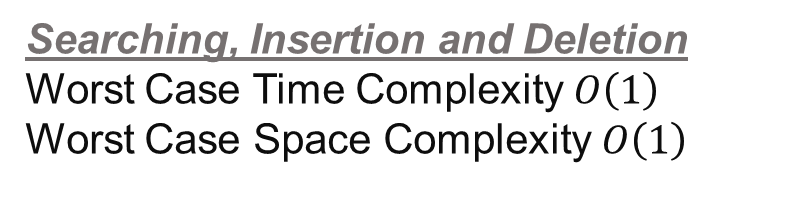 Searching, Insertion and Deletion
Worst Case Time Complexity O(1)
Worst Case Space Complexity O(1)